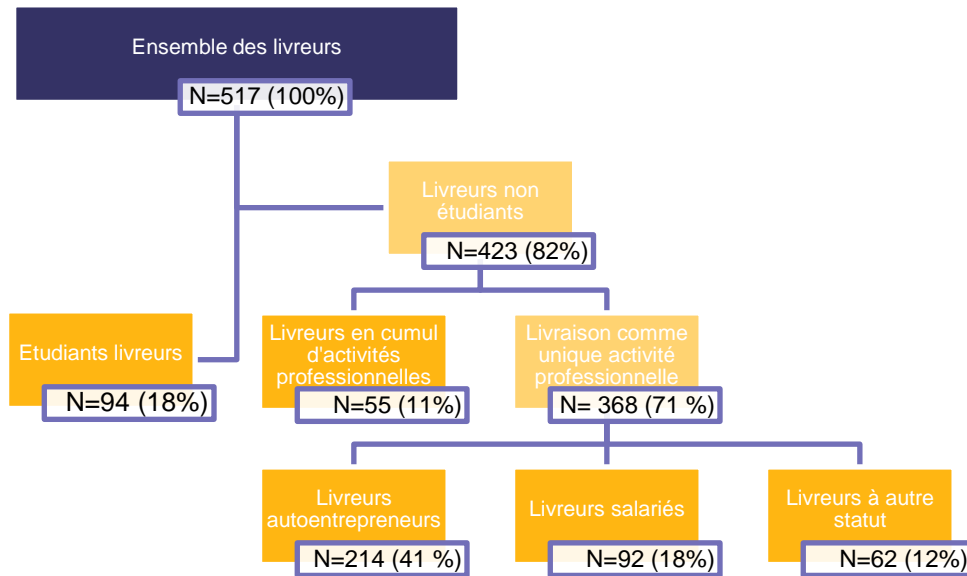 Ensemble des livreurs
N=517 (100%)
Livreurs non
étudiants
N=423 (82%)
Etudiants livreurs
N=94 (18%)
Livreurs en cumul
d'activités
professionnelles
N=55 (11%)
Livraison comme
unique activité
professionnelle
N= 368 (71 %)
Livreurs
autoentrepreneurs
N=214 (41 %)
Livreurs salariés
N=92 (18%)
Livreurs à autre
statut
N=62 (12%)